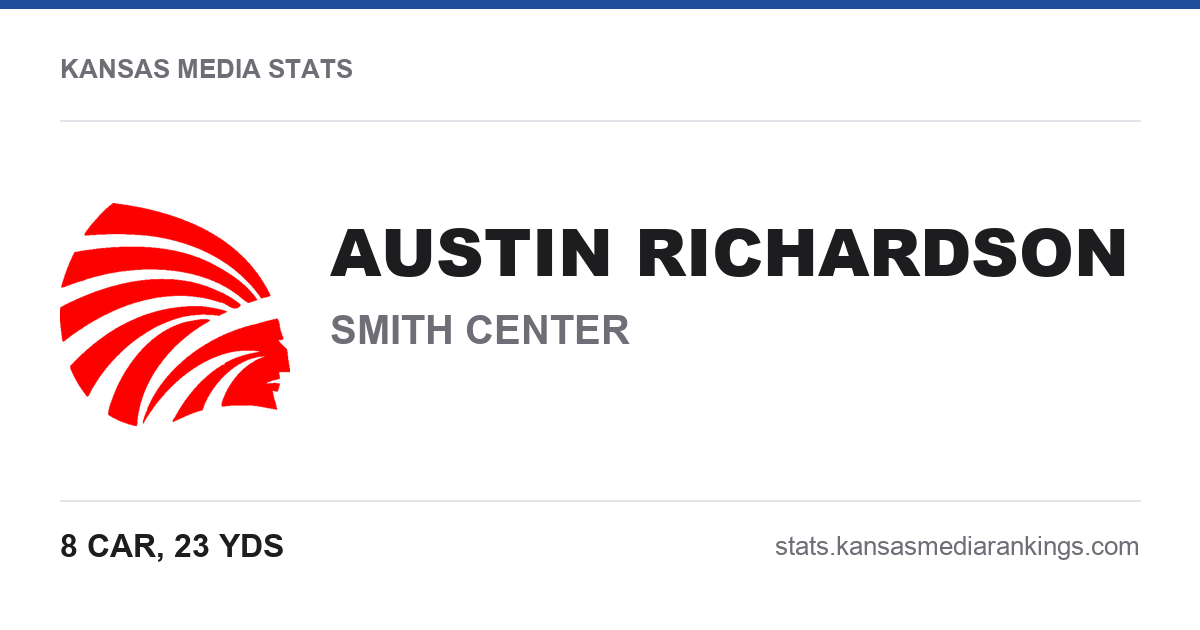 KANSAS MEDIA STATS
AUSTIN RICHARDSON
SMITH CENTER
8 CAR, 23 YDS
stats.kansasmediarankings.com